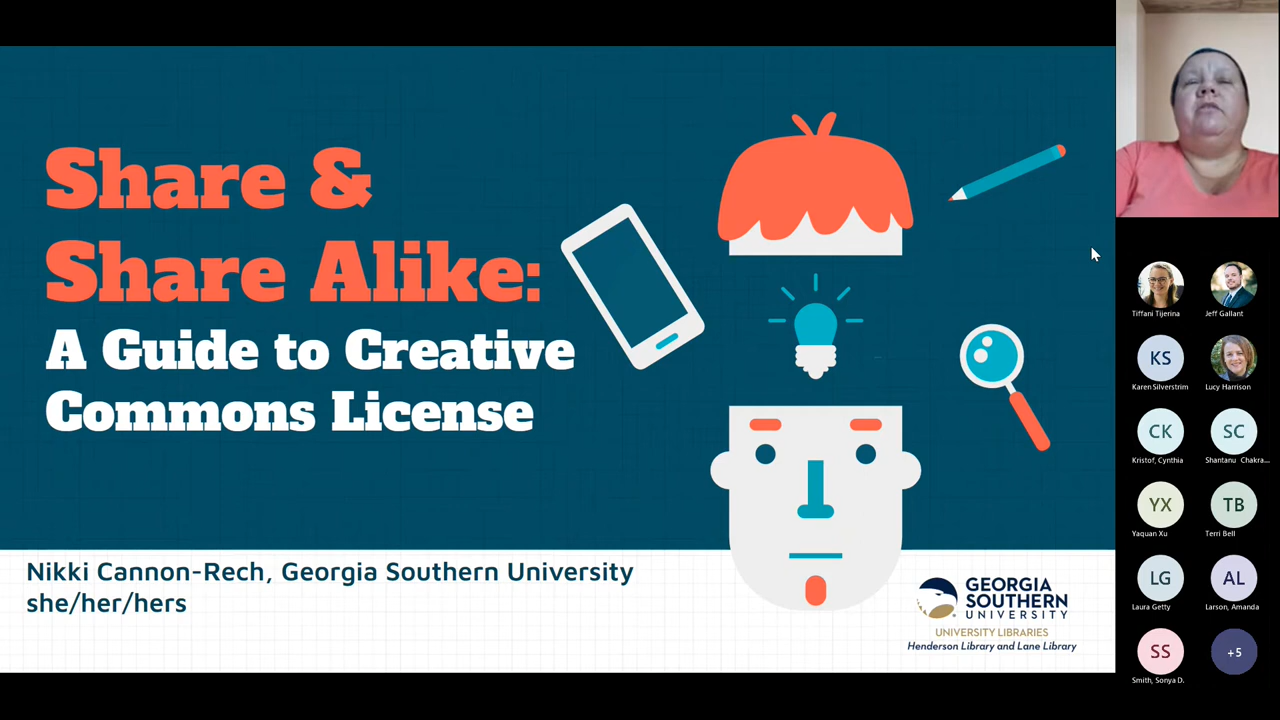 Share &
Share Alike:
A Guide to Creative
Commons License
Nikki Cannon-Rech, Georgia Southern University
she/her/hers
GEORGIA
SOUTHERN
UNIVERSITY
UNIVERSITY LIBRARIES
Henderson Library and Lane Library
Tiffani Tijerina
Jeff Gallant
KS
Karen Silverstrim
Lucy Harrison
CK
Kristof, Cynthia
SC
Shantanu Chakra...
YX
Yaquan Xu
TB
Terri Bell
LG
Laura Getty
AL
Larson, Amanda
SS
Smith, Sonya D.
+5